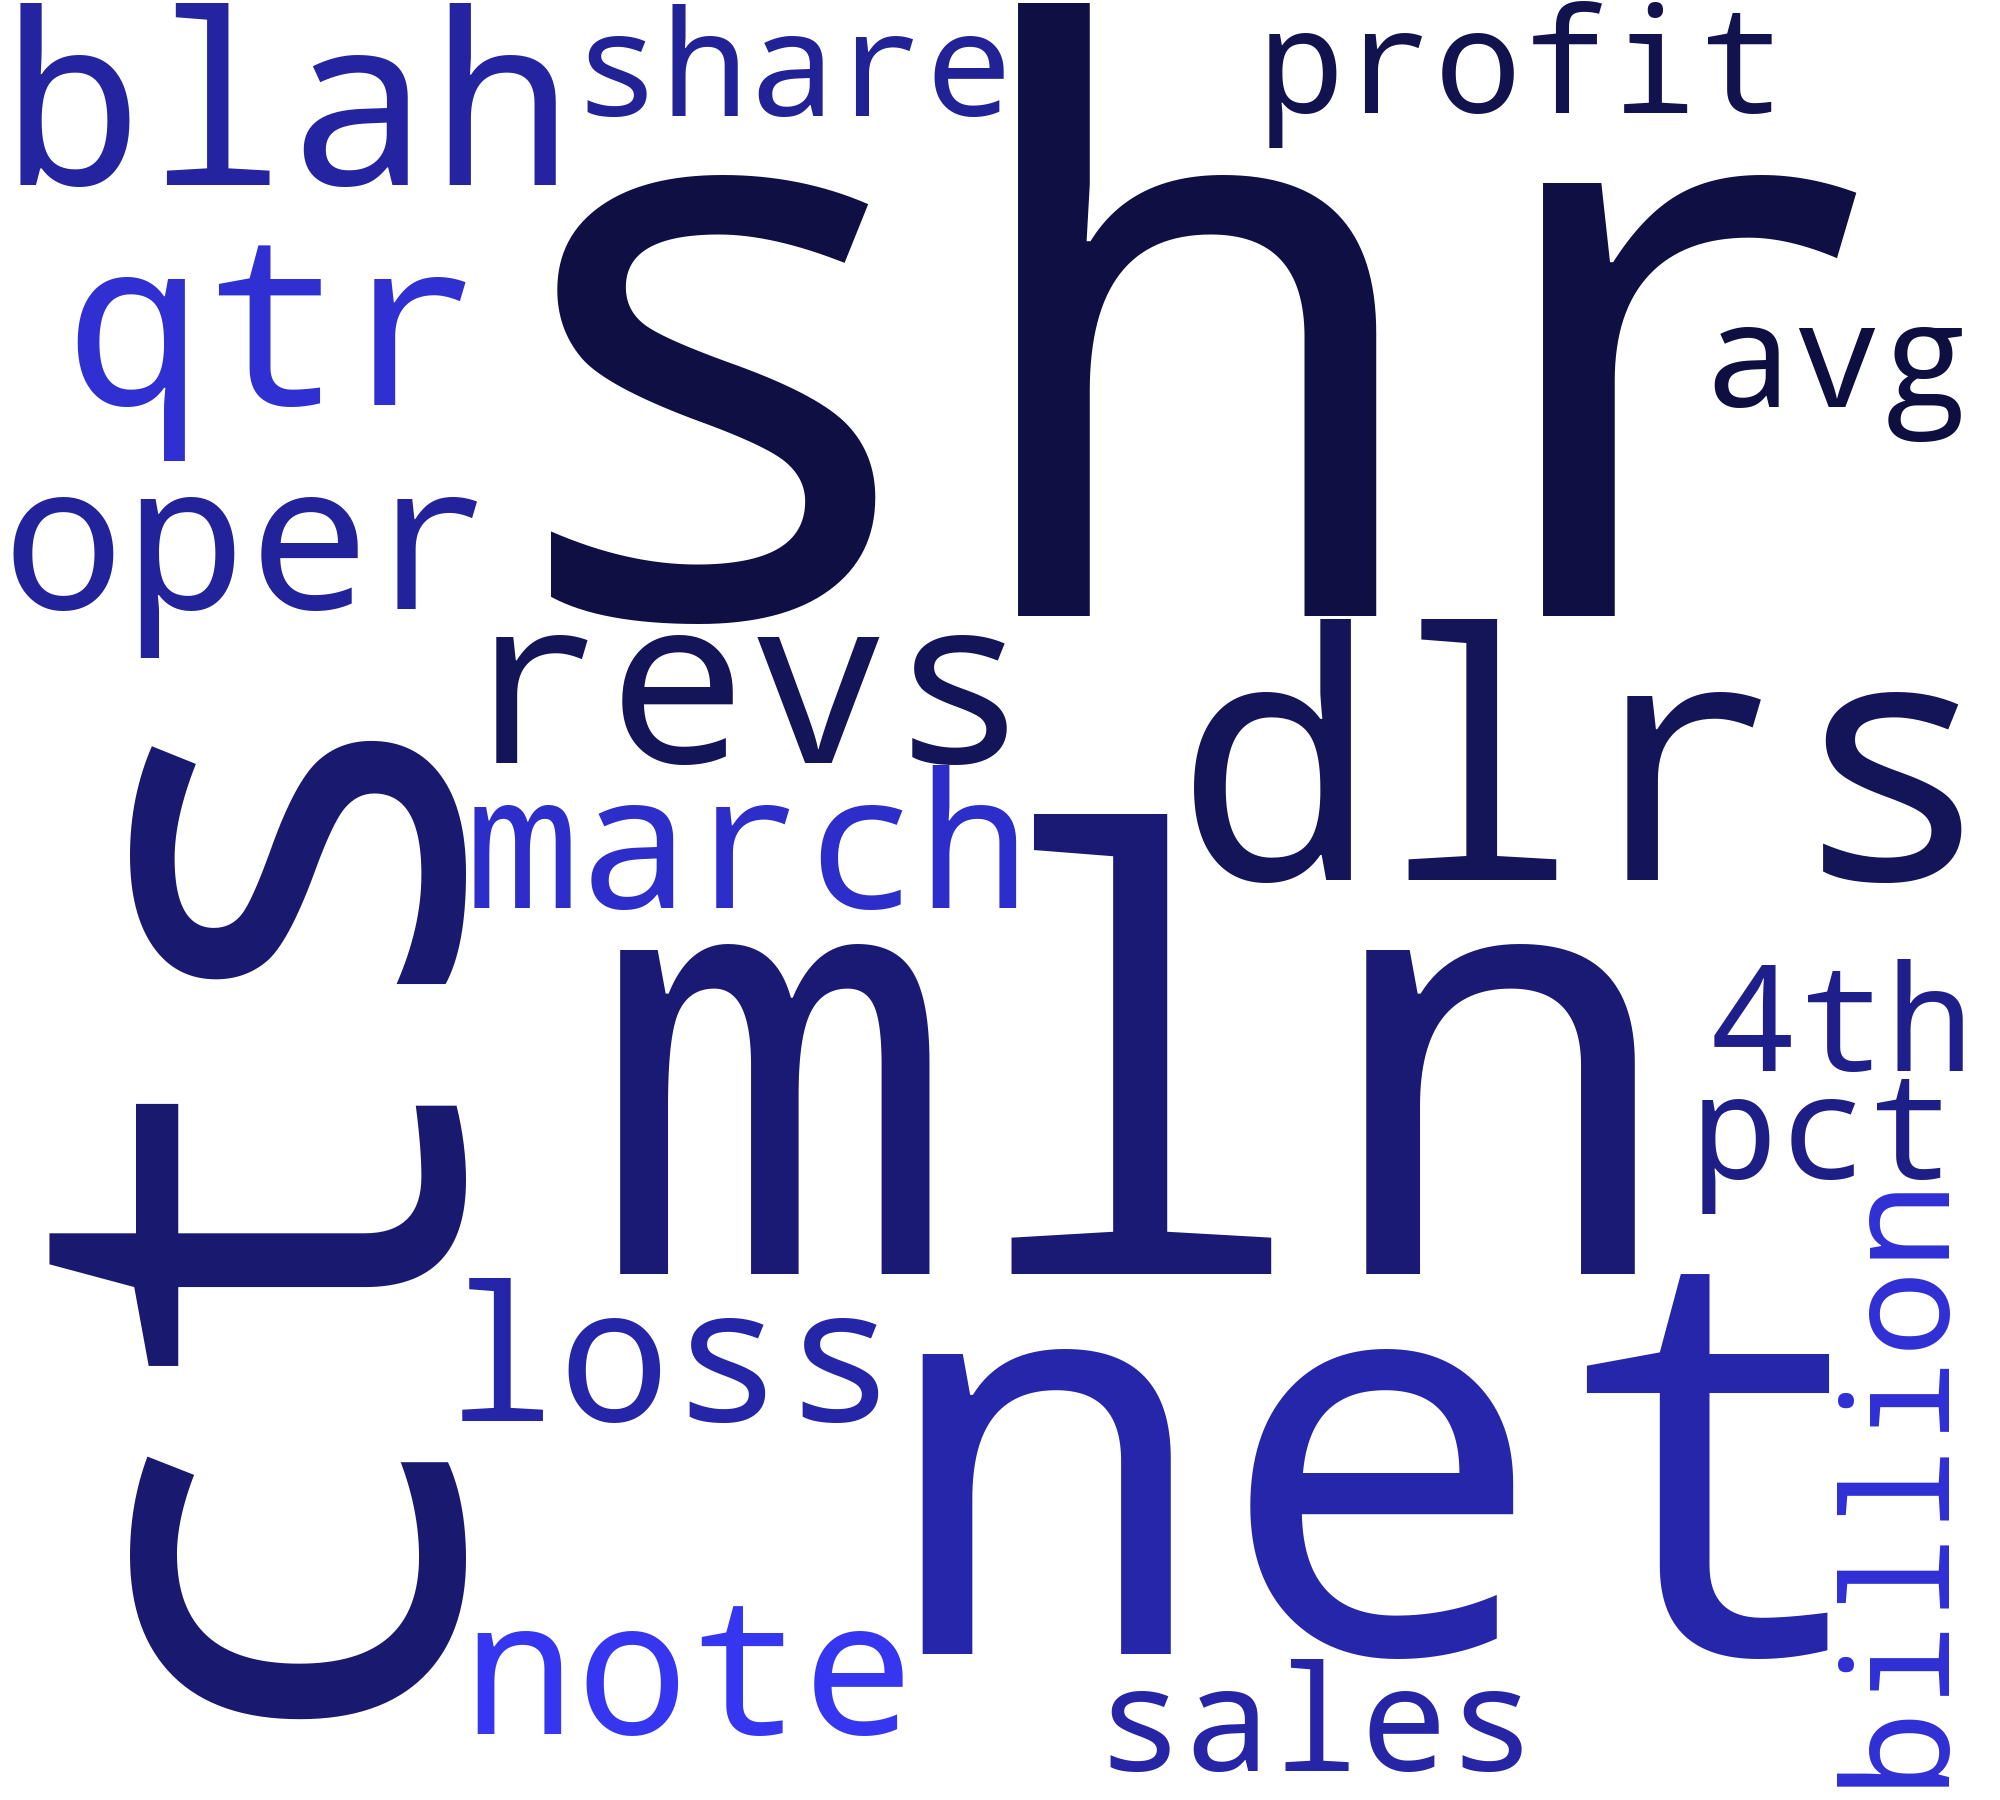 blah
share
shr
profit
qtr
avg
oper
revs
dlrs
march
cts
mln
4th
pct
loss
net
billion
note
sales